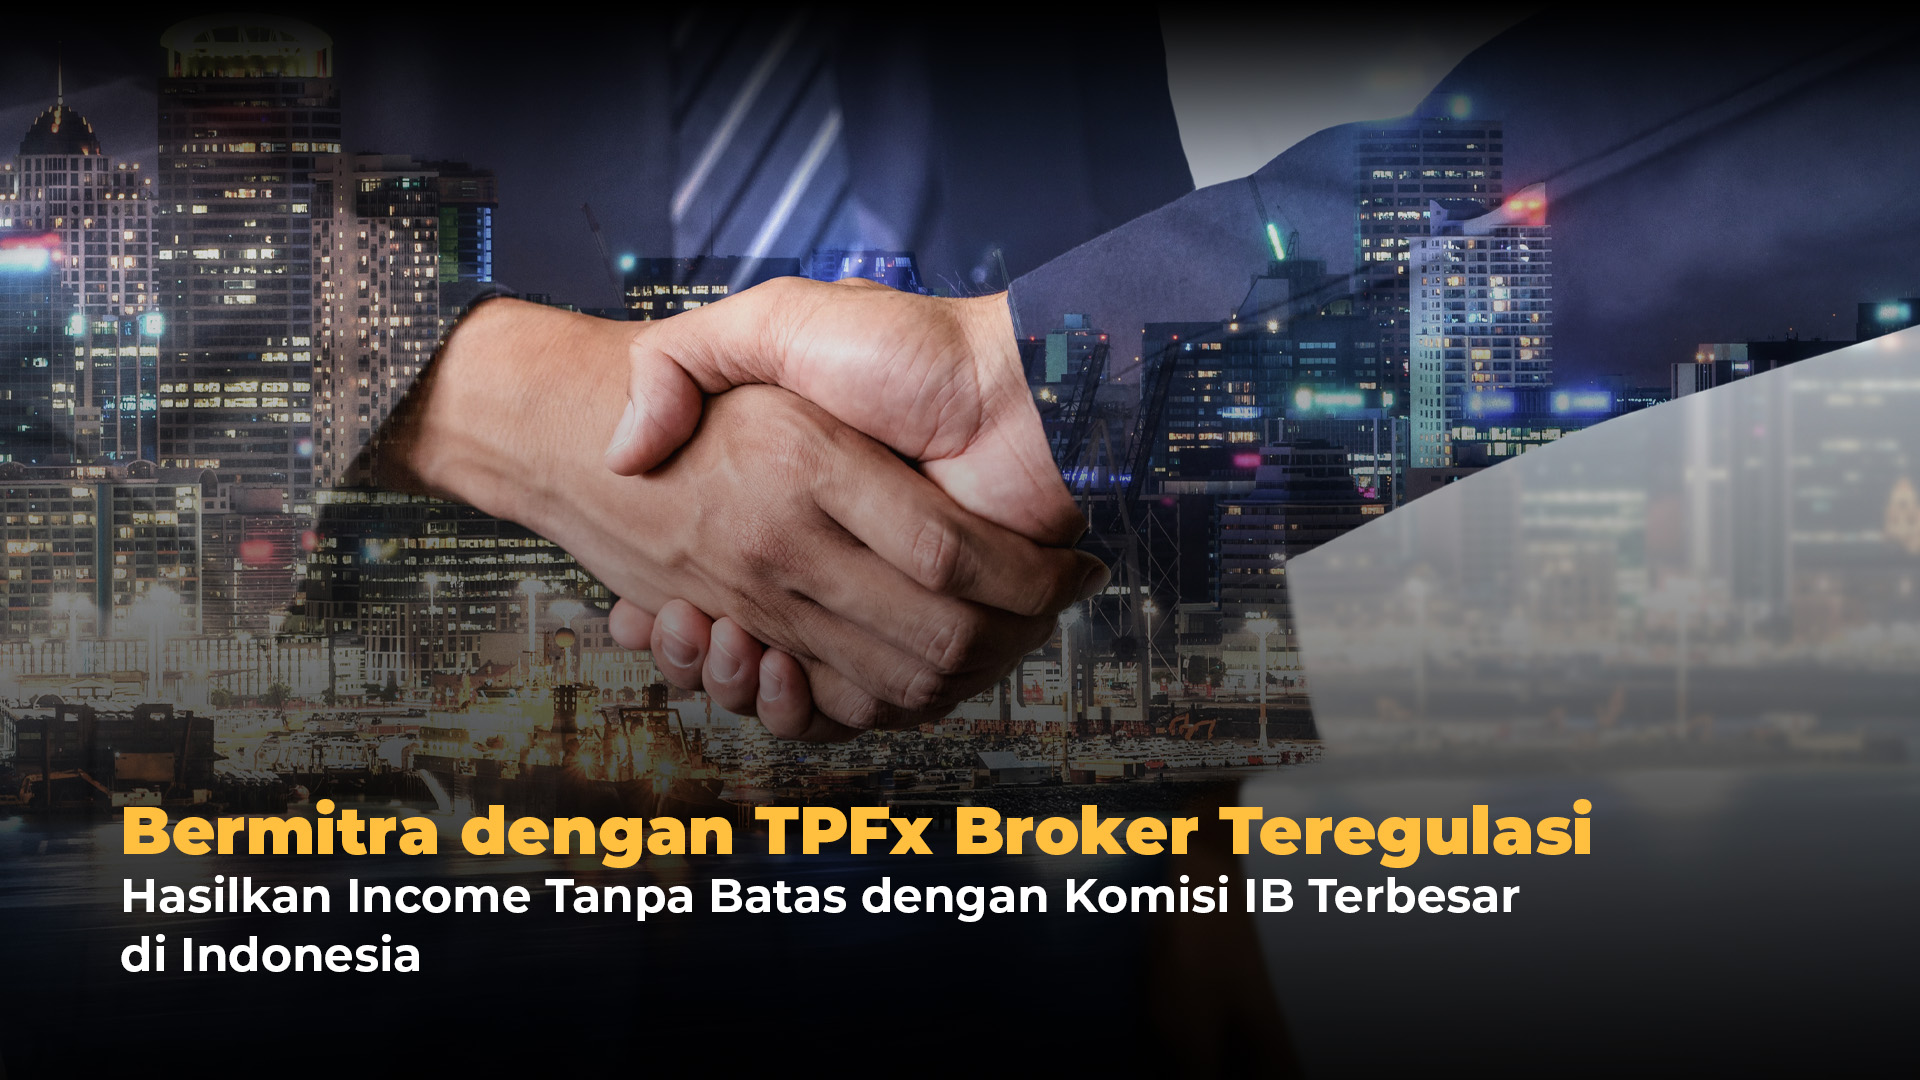 Bermitra dengan TPFx Broker Teregulasi
Hasilkan Income Tanpa Batas dengan Komisi IB Terbesar
di Indonesia